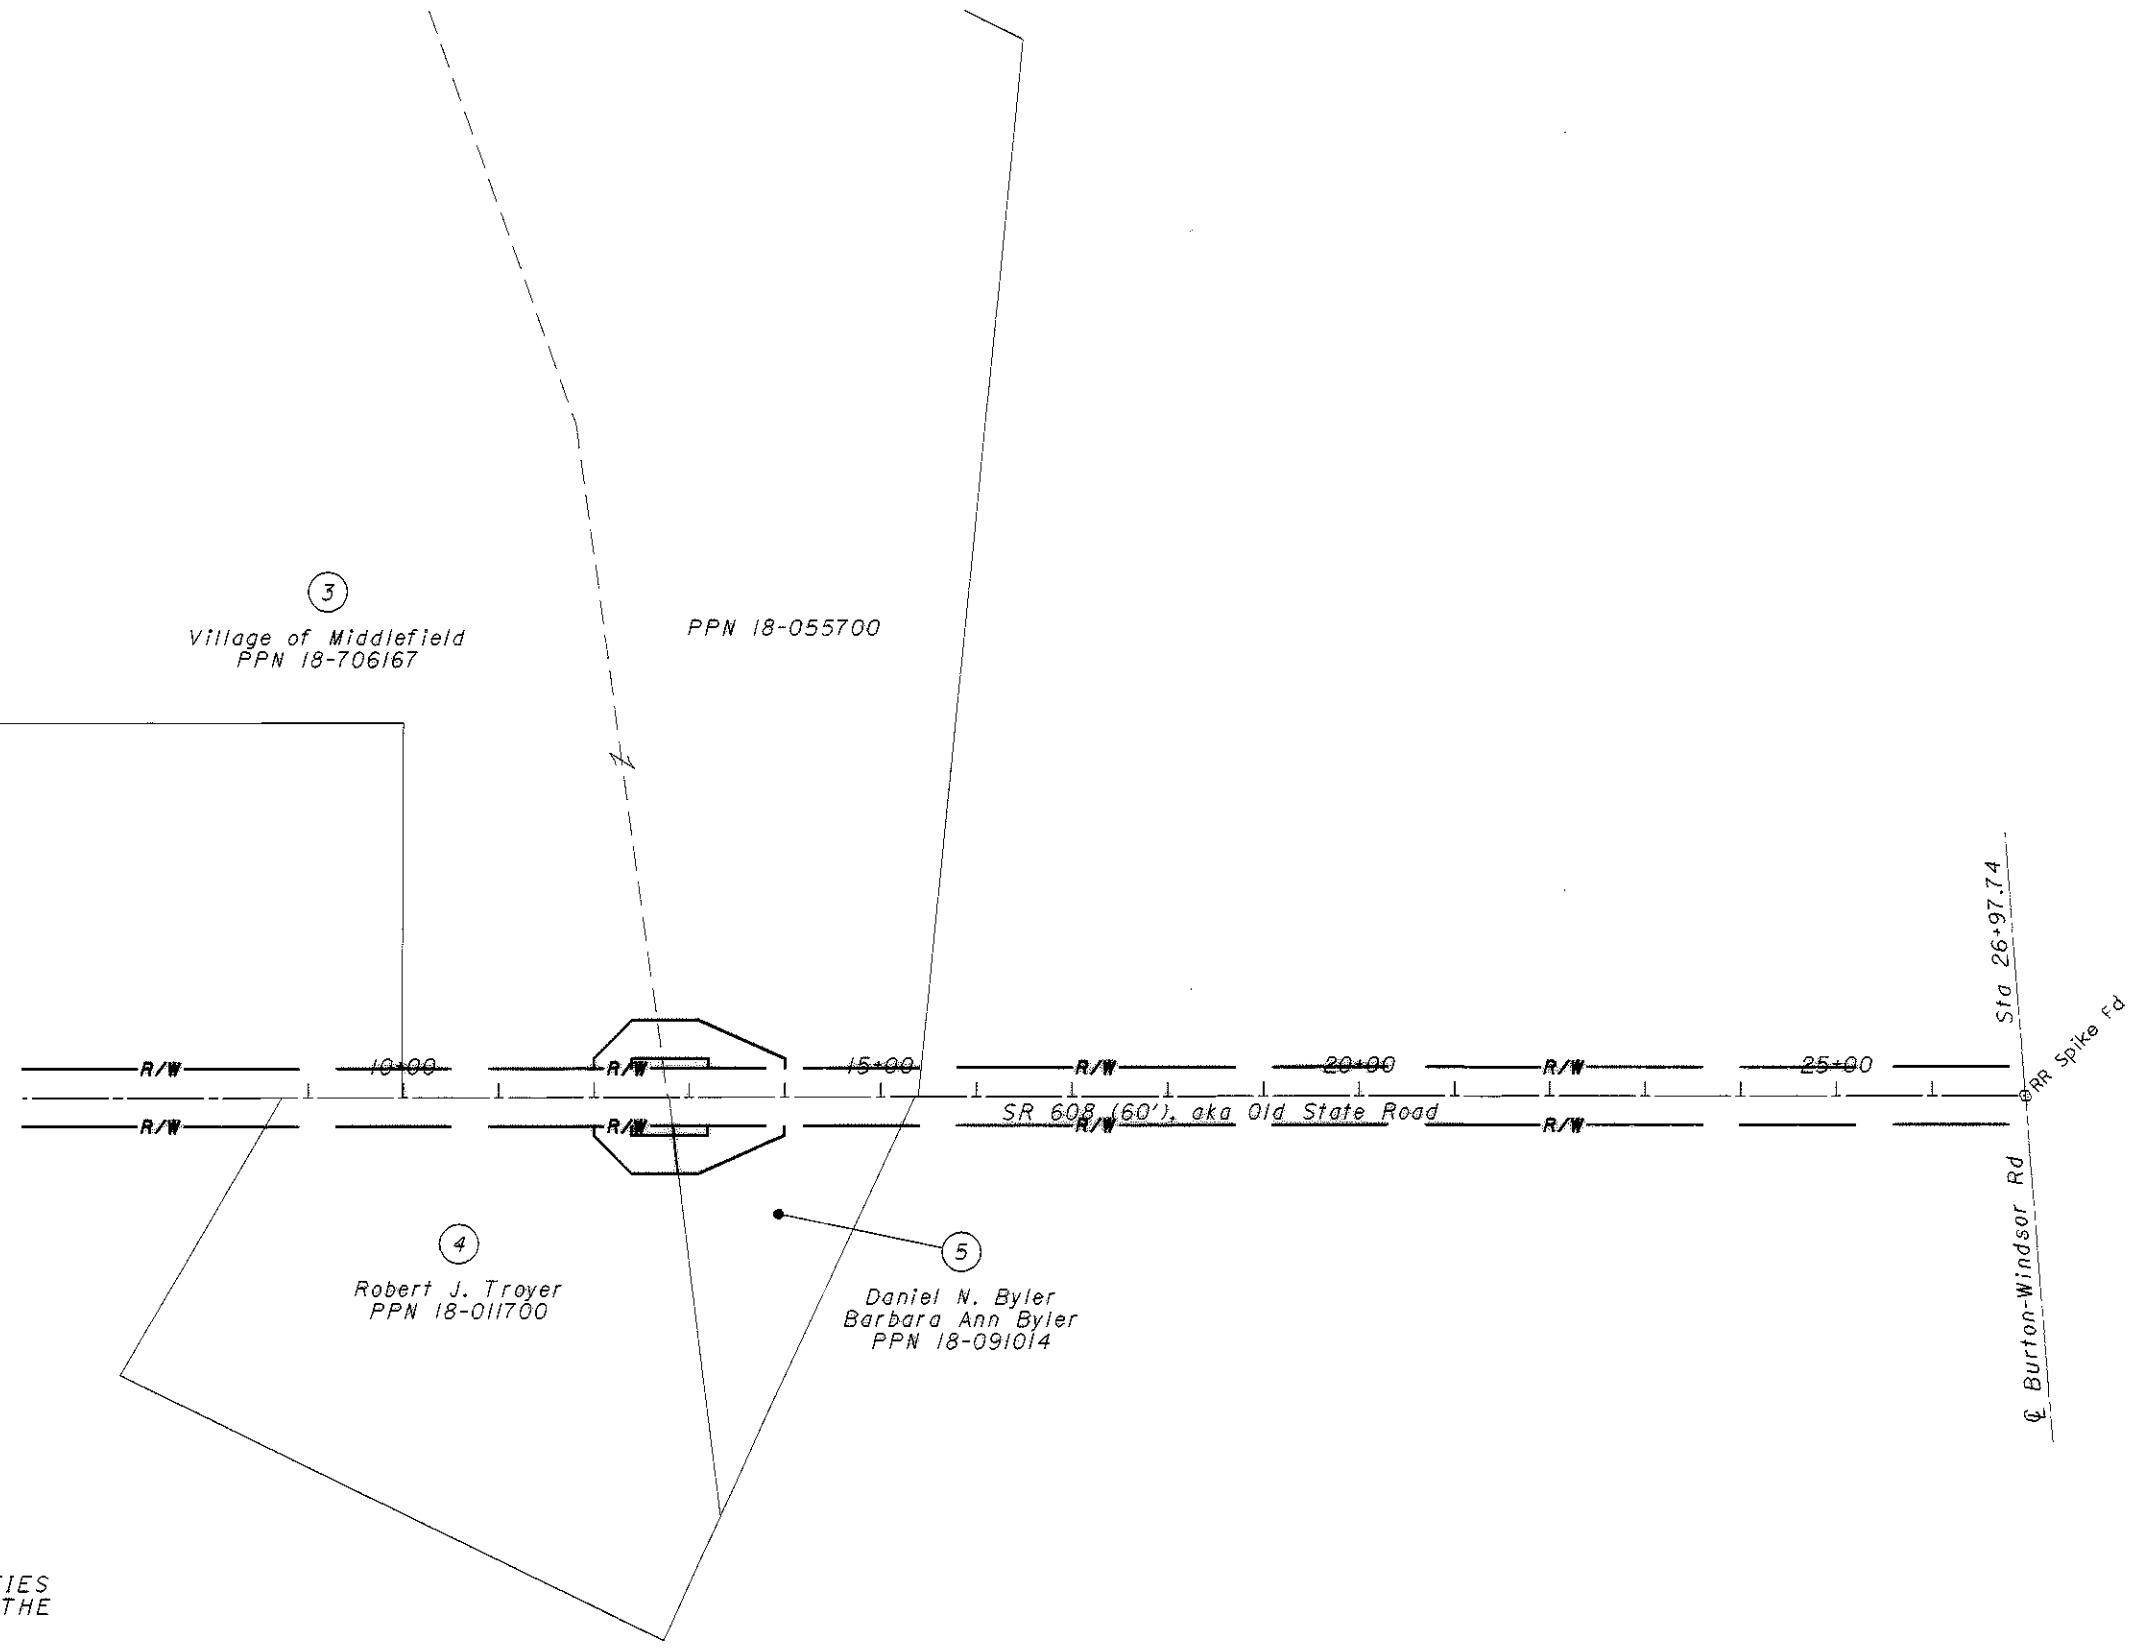 3
Village of Middlefield
PPN 18-706167
PPN 18-055700
Z
Sta 26+97.74
RR Spike Fd
R/W
10+00
R/W
15+00
R/W
20+00
R/W
25+00
SR 608 (60'), aka Old State Road
R/W
R/W
R/W
R/W
℄ Burton-Windsor Rd
4
Robert J. Troyer
PPN 18-011700
5
Daniel N. Byler
Barbara Ann Byler
PPN 18-091014
TIES
THE